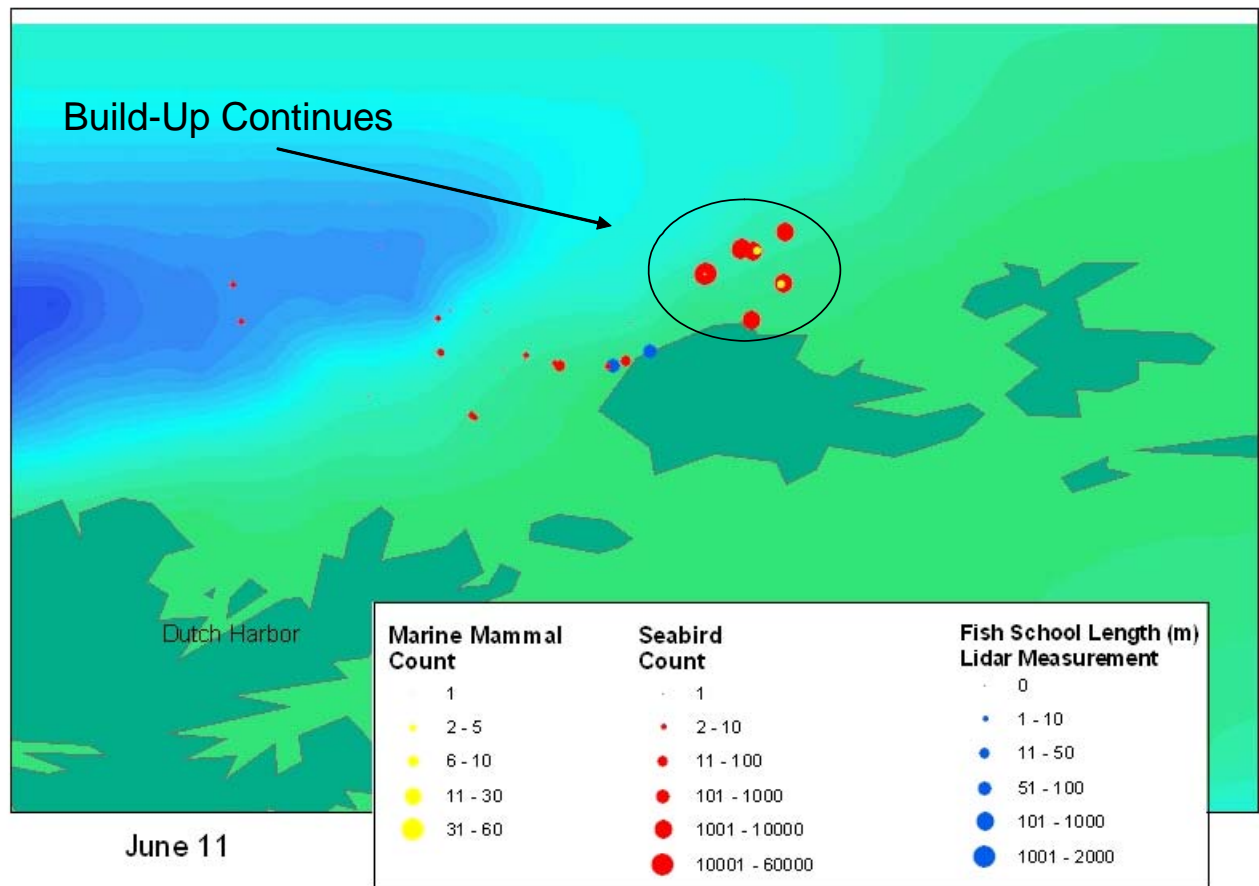 Build-Up Continues
Dutch Harbor
Marine Mammal
Count
1
2 - 5
6 - 10
11 - 30
31 - 60
Seabird
Count
1
2 - 10
11 - 100
101 - 1000
1001 - 10000
10001 - 60000
Fish School Length (m)
Lidar Measurement
0
1 - 10
11 - 50
51 - 100
101 - 1000
1001 - 2000
June 11